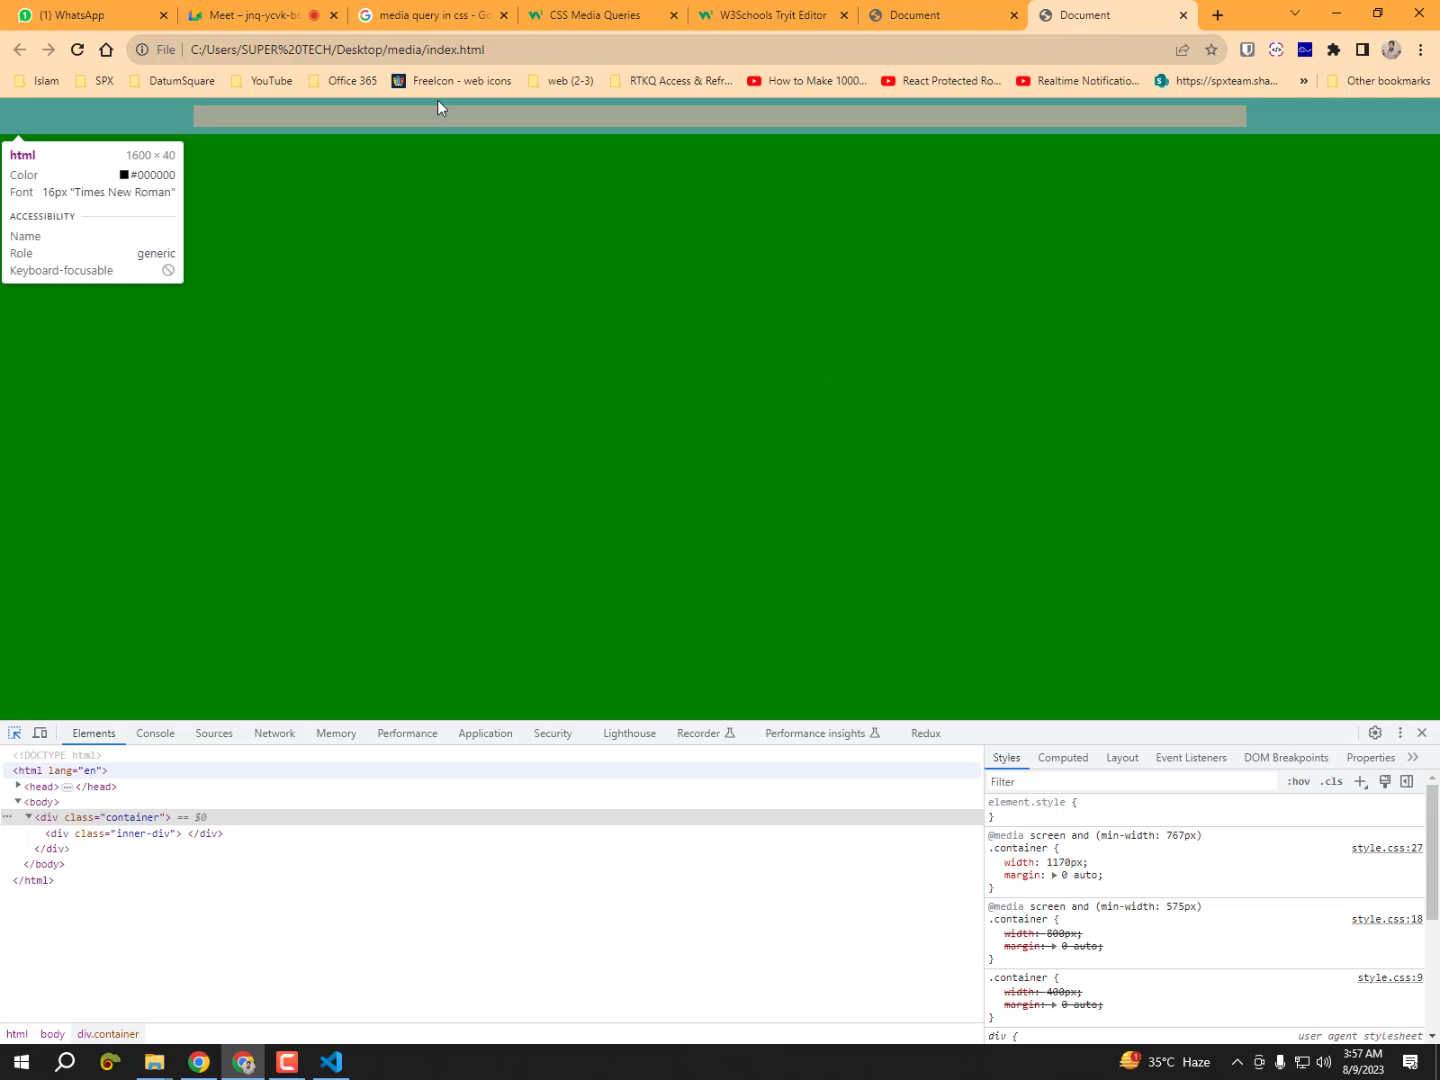 (1) WhatsApp
Meet – jnq-ycvk-bc
media query in css - Go
CSS Media Queries
W3Schools Tryit Editor
Document
Document
File C:/Users/SUPER%20TECH/Desktop/media/index.html
Islam SPX DatumSquare YouTube Office 365 FreeIcon - web icons web (2-3) RTKQ Access & Refr... How to Make 1000... React Protected Ro... Realtime Notificatio... https://spxteam.sha... » Other bookmarks
html 1600 × 40
Color #000000
Font 16px "Times New Roman"
ACCESSIBILITY
Name
Role generic
Keyboard-focusable
Elements Console Sources Network Memory Performance Application Security Lighthouse Recorder Performance insights Redux
<!DOCTYPE html>
<html lang="en">
<head> ••• </head>
<body>
••• <div class="container"> == $0
<div class="inner-div"> </div>
</div>
</body>
</html>
Styles Computed Layout Event Listeners DOM Breakpoints Properties »
Filter :hov .cls
element.style {
}
@media screen and (min-width: 767px)
.container { style.css:27
width: 1170px;
margin: 0 auto;
}
@media screen and (min-width: 575px)
.container { style.css:18
width: 800px;
margin: 0 auto;
}
.container { style.css:9
width: 400px;
margin: 0 auto;
}
div { user agent stylesheet
html body div.container
35°C Haze
3:57 AM
8/9/2023